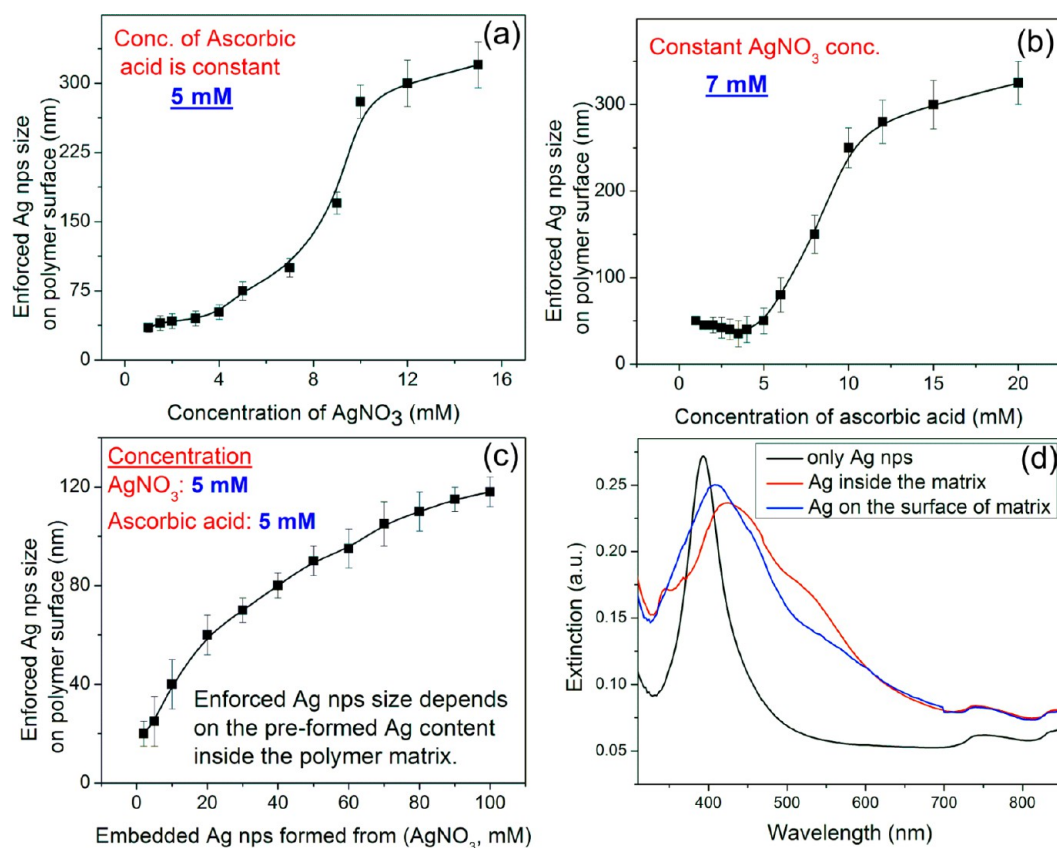 (a)
Conc. of Ascorbic
acid is constant
5 mM
300
225
150
75
0
0
4
8
12
16
Enforced Ag nps size
on polymer surface (nm)
Concentration of AgNO₃ (mM)
(b)
Constant AgNO₃ conc.
7 mM
300
200
100
0
0
5
10
15
20
Enforced Ag nps size
on polymer surface (nm)
Concentration of ascorbic acid (mM)
(c)
Concentration
AgNO₃: 5 mM
Ascorbic acid: 5 mM
120
80
40
0
Enforced Ag nps size depends
on the pre-formed Ag content
inside the polymer matrix.
0
20
40
60
80
100
Enforced Ag nps size
on polymer surface (nm)
Embedded Ag nps formed from (AgNO₃, mM)
(d)
only Ag nps
Ag inside the matrix
Ag on the surface of matrix
0.25
0.20
0.15
0.10
0.05
400
500
600
700
800
Extinction (a.u.)
Wavelength (nm)